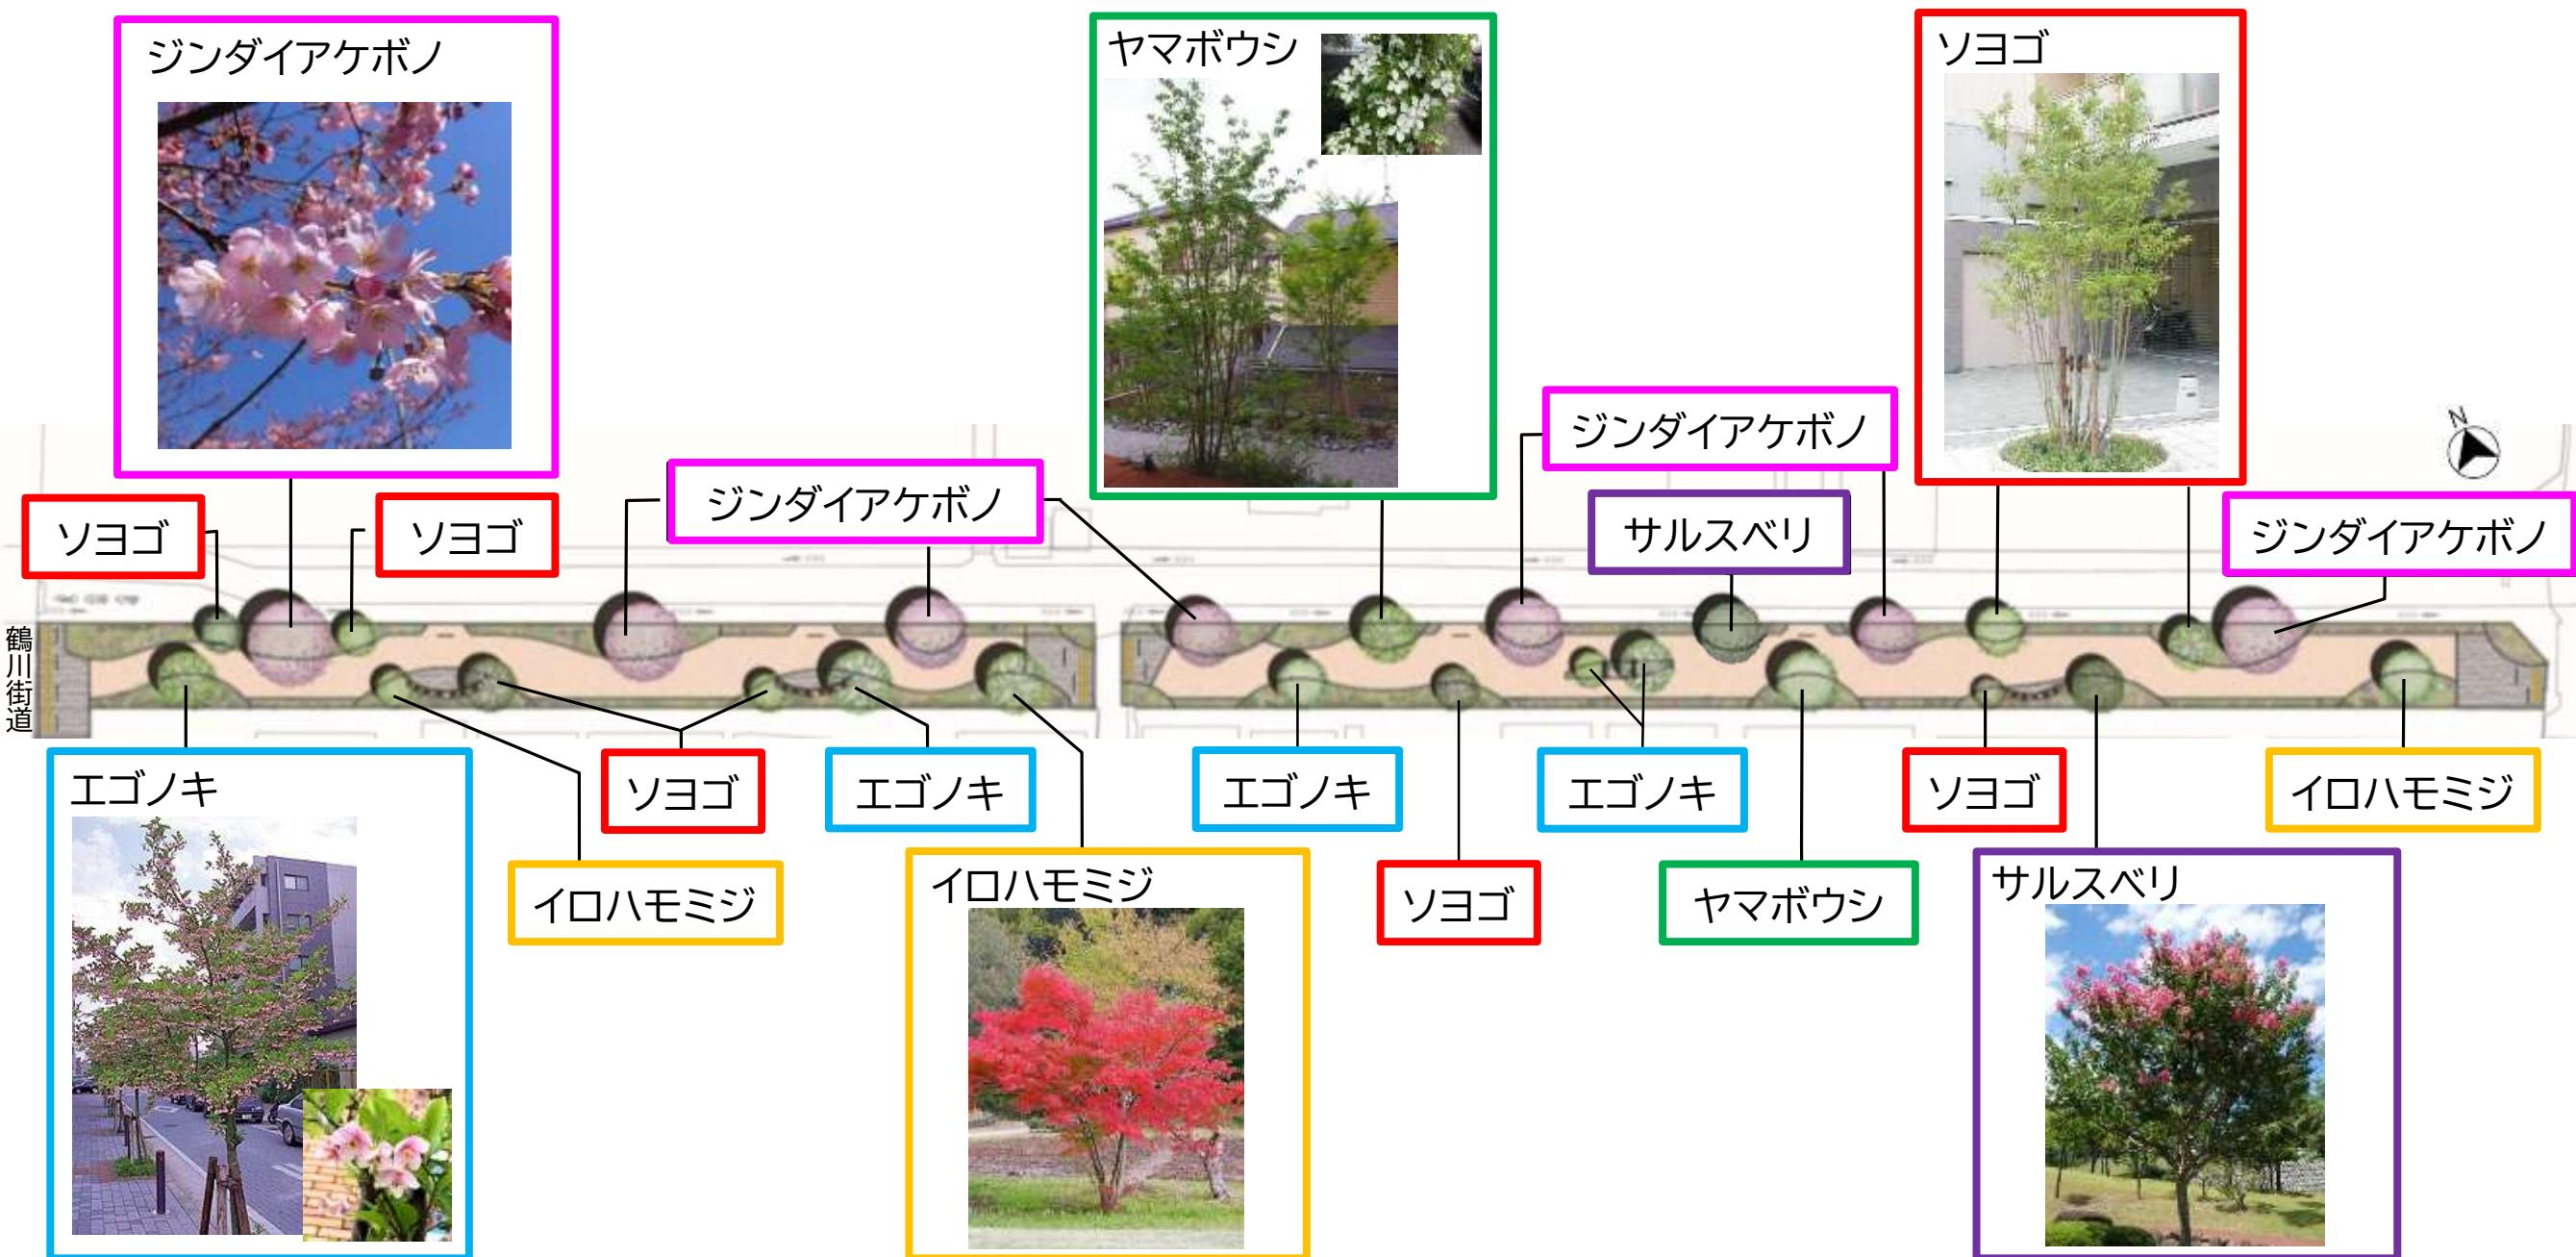 ジンダイアケボノ
ヤマボウシ
ソヨゴ
ジンダイアケボノ
N
ジンダイアケボノ
サルスベリ
ソヨゴ
ソヨゴ
ジンダイアケボノ
鶴川街道
エゴノキ
ソヨゴ
エゴノキ
エゴノキ
エゴノキ
ソヨゴ
イロハモミジ
イロハモミジ
イロハモミジ
ソヨゴ
ヤマボウシ
サルスベリ